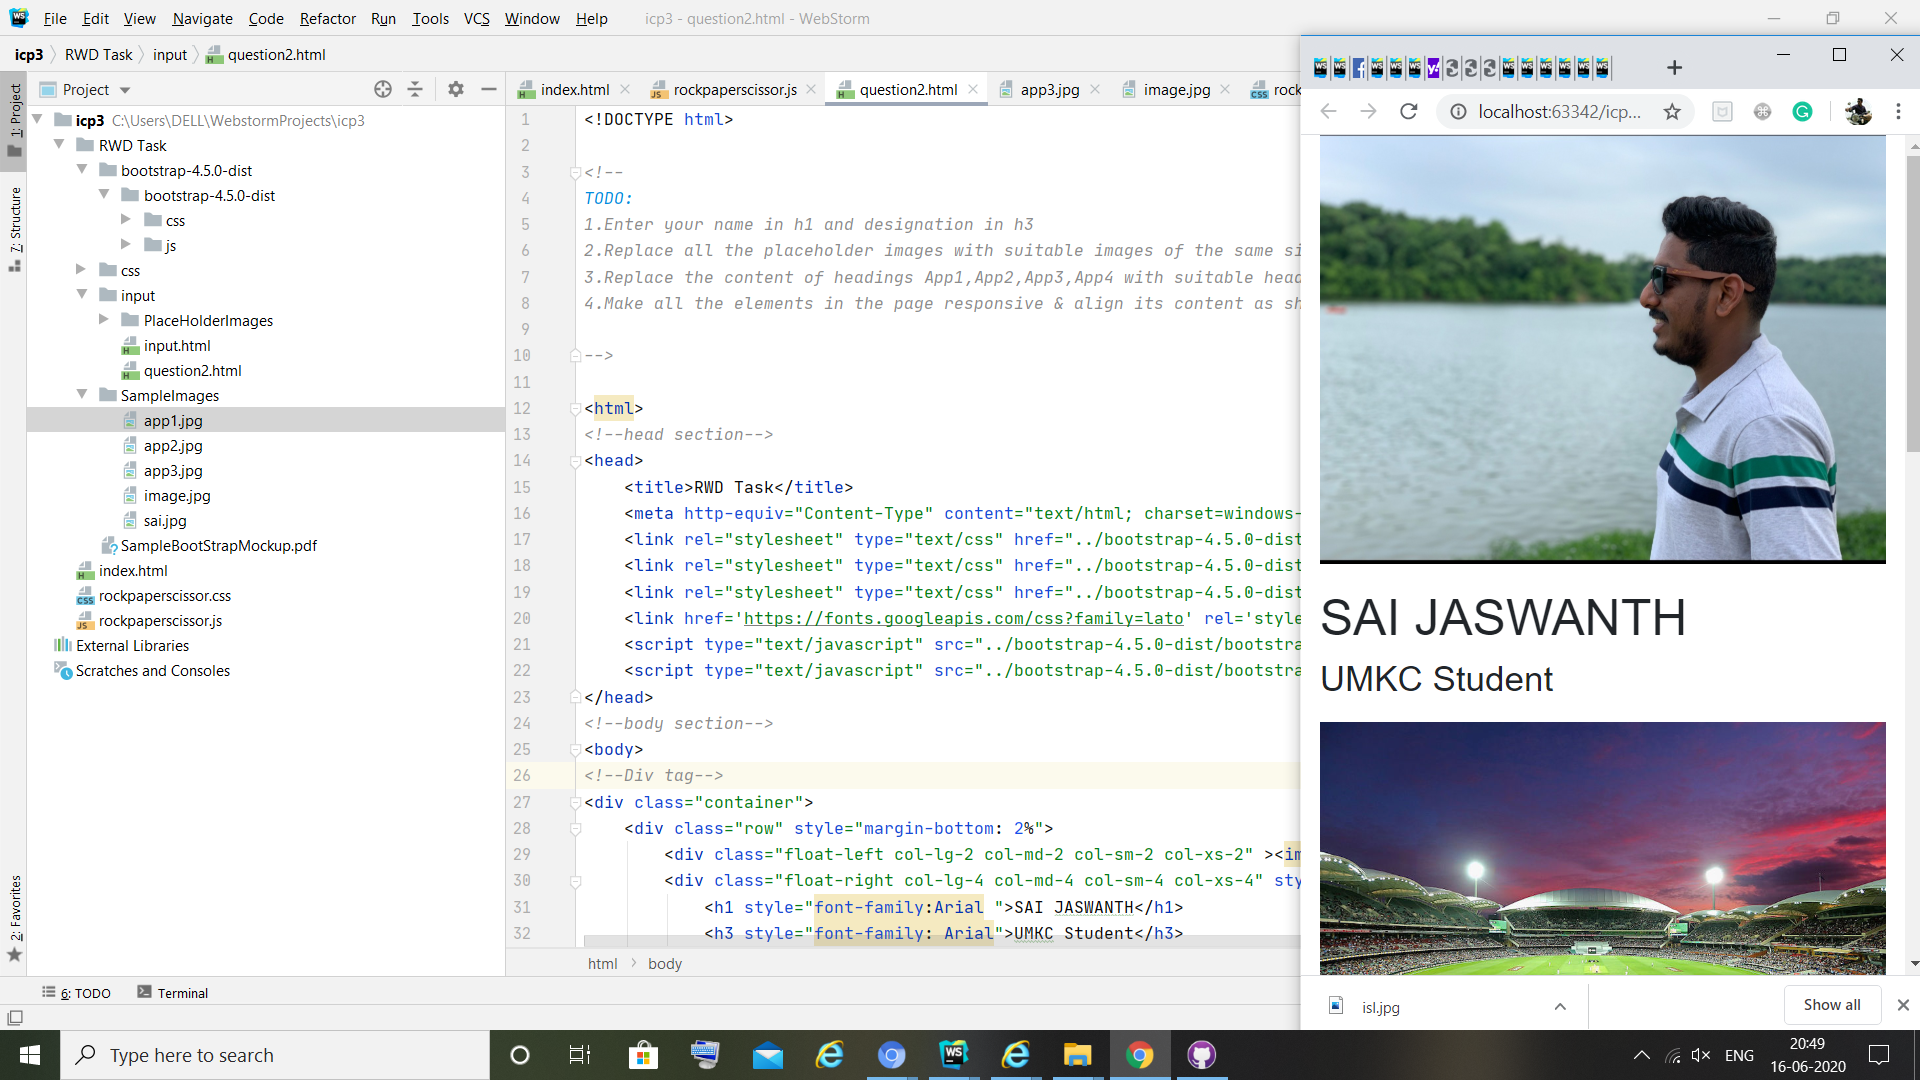 File Edit View Navigate Code Refactor Run Tools VCS Window Help icp3 - question2.html - WebStorm
icp3 RWD Task input question2.html
1: Project
7: Structure
2: Favorites
Project
icp3 C:\Users\DELL\WebstormProjects\icp3
RWD Task
bootstrap-4.5.0-dist
bootstrap-4.5.0-dist
css
js
css
input
PlaceHolderImages
input.html
question2.html
SampleImages
app1.jpg
app2.jpg
app3.jpg
image.jpg
sai.jpg
SampleBootStrapMockup.pdf
index.html
rockpaperscissor.css
rockpaperscissor.js
External Libraries
Scratches and Consoles
index.html rockpaperscissor.js question2.html app3.jpg image.jpg rock
1 <!DOCTYPE html>
2
3 <!--
4 TODO:
5 1.Enter your name in h1 and designation in h3
6 2.Replace all the placeholder images with suitable images of the same si
7 3.Replace the content of headings App1,App2,App3,App4 with suitable head
8 4.Make all the elements in the page responsive & align its content as sh
9
10 -->
11
12 <html>
13 <!--head section-->
14 <head>
15 <title>RWD Task</title>
16 <meta http-equiv="Content-Type" content="text/html; charset=windows-
17 <link rel="stylesheet" type="text/css" href="../bootstrap-4.5.0-dist
18 <link rel="stylesheet" type="text/css" href="../bootstrap-4.5.0-dist
19 <link rel="stylesheet" type="text/css" href="../bootstrap-4.5.0-dist
20 <link href='https://fonts.googleapis.com/css?family=lato' rel='style
21 <script type="text/javascript" src="../bootstrap-4.5.0-dist/bootstra
22 <script type="text/javascript" src="../bootstrap-4.5.0-dist/bootstra
23 </head>
24 <!--body section-->
25 <body>
26 <!--Div tag-->
27 <div class="container">
28 <div class="row" style="margin-bottom: 2%">
29 <div class="float-left col-lg-2 col-md-2 col-sm-2 col-xs-2" ><im
30 <div class="float-right col-lg-4 col-md-4 col-sm-4 col-xs-4" sty
31 <h1 style="font-family:Arial ">SAI JASWANTH</h1>
32 <h3 style="font-family: Arial">UMKC Student</h3>
html body
6: TODO Terminal
localhost:63342/icp...
SAI JASWANTH
UMKC Student
isl.jpg Show all
Type here to search
ENG
20:49
16-06-2020